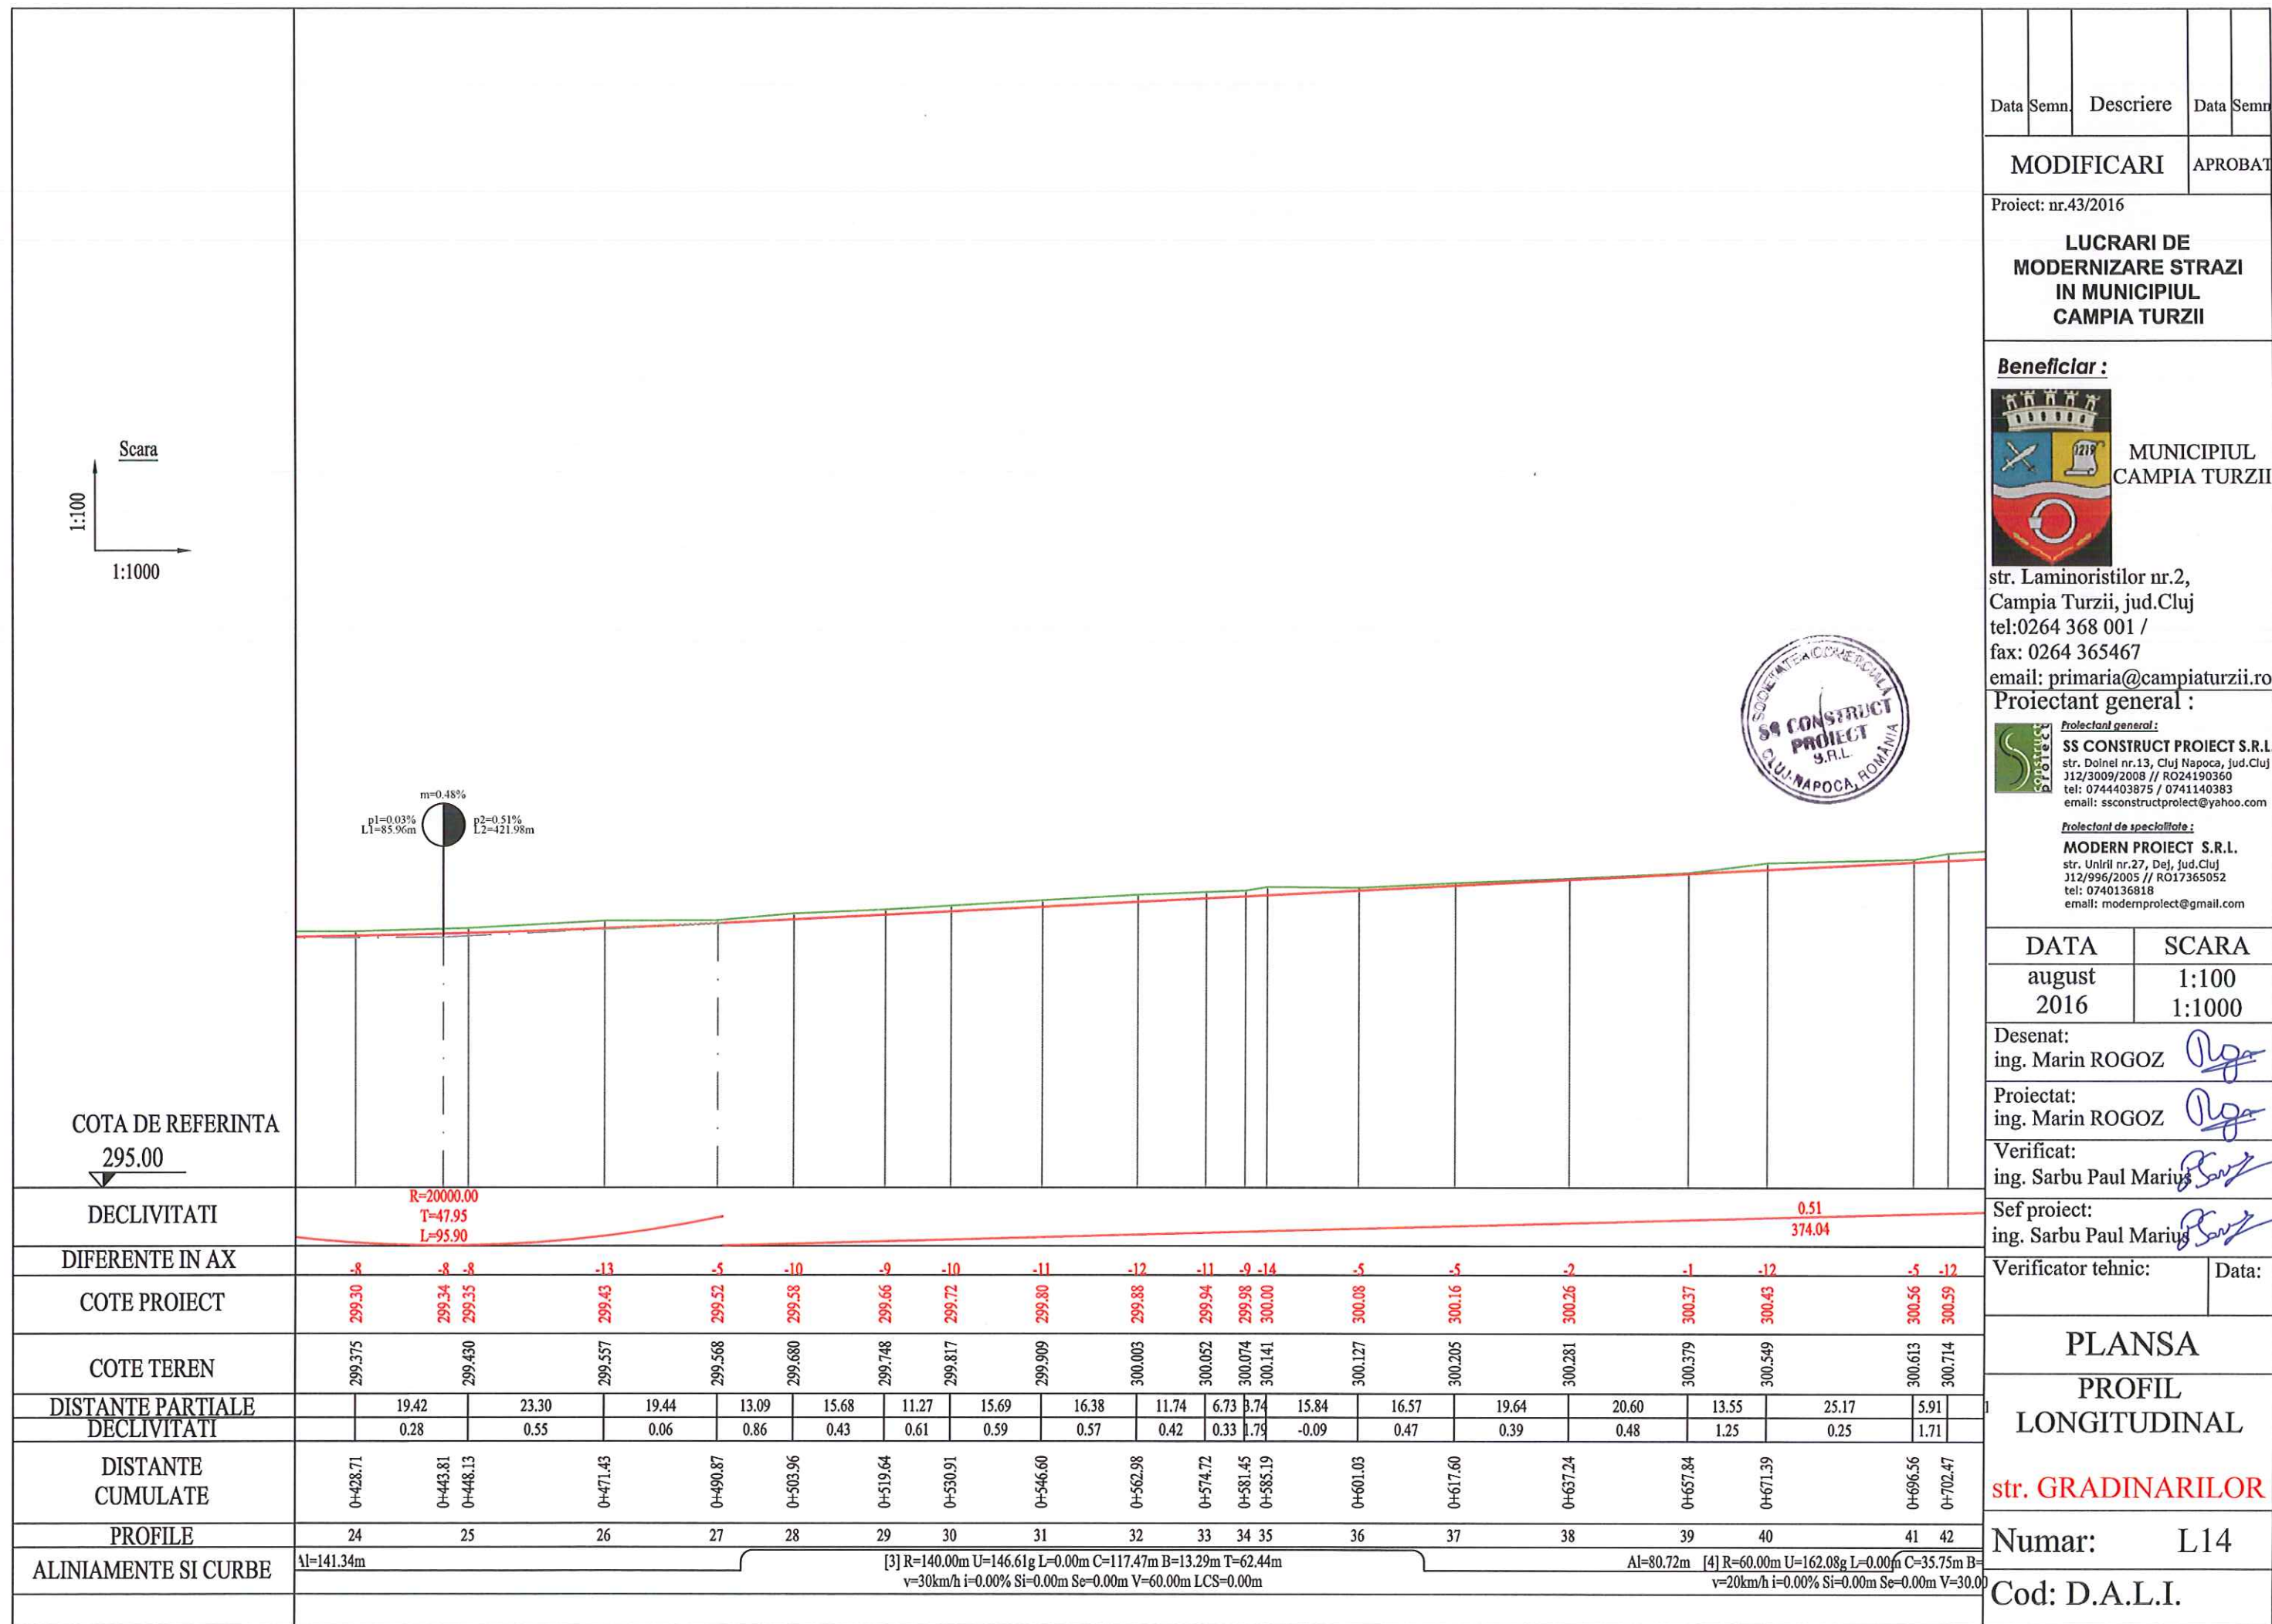 Scara
1:100
1:1000
m=0.48%
p1=0.03%
L1=85.96m
p2=0.51%
L2=421.98m
COTA DE REFERINTA
295.00
DECLIVITATI
R=20000.00
T=47.95
L=95.90
0.51
374.04
DIFERENTE IN AX
-8 -8 -8 -13 -5 -10 -9 -10 -11 -12 -11 -9 -14 -5 -5 -2 -1 -12 -5 -12
COTE PROIECT
299.30 299.34 299.35 299.43 299.52 299.58 299.66 299.72 299.80 299.88 299.94 299.98 300.00 300.08 300.16 300.26 300.37 300.43 300.56 300.59
COTE TEREN
299.375 299.430 299.557 299.568 299.680 299.748 299.817 299.909 300.003 300.052 300.074 300.141 300.127 300.205 300.281 300.379 300.549 300.613 300.714
DISTANTE PARTIALE
19.42 23.30 19.44 13.09 15.68 11.27 15.69 16.38 11.74 6.73 3.74 15.84 16.57 19.64 20.60 13.55 25.17 5.91
DECLIVITATI
0.28 0.55 0.06 0.86 0.43 0.61 0.59 0.57 0.42 0.33 1.79 -0.09 0.47 0.39 0.48 1.25 0.25 1.71
DISTANTE
CUMULATE
0+428.71 0+443.81 0+448.13 0+471.43 0+490.87 0+503.96 0+519.64 0+530.91 0+546.60 0+562.98 0+574.72 0+581.45 0+585.19 0+601.03 0+617.60 0+637.24 0+657.84 0+671.39 0+696.56 0+702.47
PROFILE
24 25 26 27 28 29 30 31 32 33 34 35 36 37 38 39 40 41 42
ALINIAMENTE SI CURBE
Al=141.34m
[3] R=140.00m U=146.61g L=0.00m C=117.47m B=13.29m T=62.44m
v=30km/h i=0.00% Si=0.00m Se=0.00m V=60.00m LCS=0.00m
Al=80.72m [4] R=60.00m U=162.08g L=0.00m C=35.75m B=
v=20km/h i=0.00% Si=0.00m Se=0.00m V=30.00
SOCIETATEA COMERCIALĂ
SS CONSTRUCT
PROIECT
S.R.L.
CLUJ-NAPOCA, ROMÂNIA
Data Semn. Descriere Data Semn
MODIFICARI APROBAT
Proiect: nr.43/2016
LUCRARI DE
MODERNIZARE STRAZI
IN MUNICIPIUL
CAMPIA TURZII
Beneficiar :
1219
MUNICIPIUL
CAMPIA TURZII
str. Laminoristilor nr.2,
Campia Turzii, jud.Cluj
tel:0264 368 001 /
fax: 0264 365467
email: primaria@campiaturzii.ro
Proiectant general :
construct
proiect
Proiectant general :
SS CONSTRUCT PROIECT S.R.L
str. Doinei nr.13, Cluj Napoca, jud.Cluj
J12/3009/2008 // RO24190360
tel: 0744403875 / 0741140383
email: ssconstructproiect@yahoo.com
Proiectant de specialitate :
MODERN PROIECT S.R.L.
str. Unirii nr.27, Dej, jud.Cluj
J12/996/2005 // RO17365052
tel: 0740136818
email: modernproiect@gmail.com
DATA SCARA
august 1:100
2016 1:1000
Desenat:
ing. Marin ROGOZ
Proiectat:
ing. Marin ROGOZ
Verificat:
ing. Sarbu Paul Marius
Sef proiect:
ing. Sarbu Paul Marius
Verificator tehnic: Data:
PLANSA
PROFIL
LONGITUDINAL
str. GRADINARILOR
Numar: L14
Cod: D.A.L.I.